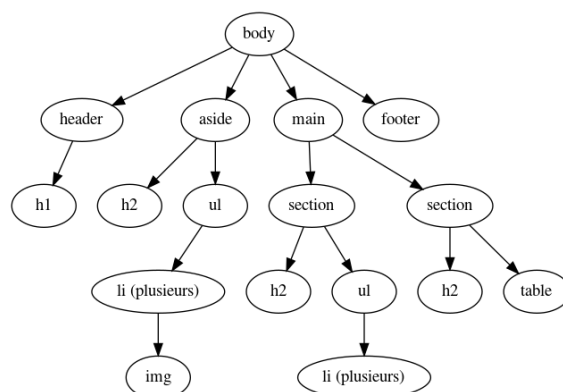 body
header
aside
main
footer
h1
h2
ul
section
section
li (plusieurs)
h2
ul
h2
table
img
li (plusieurs)